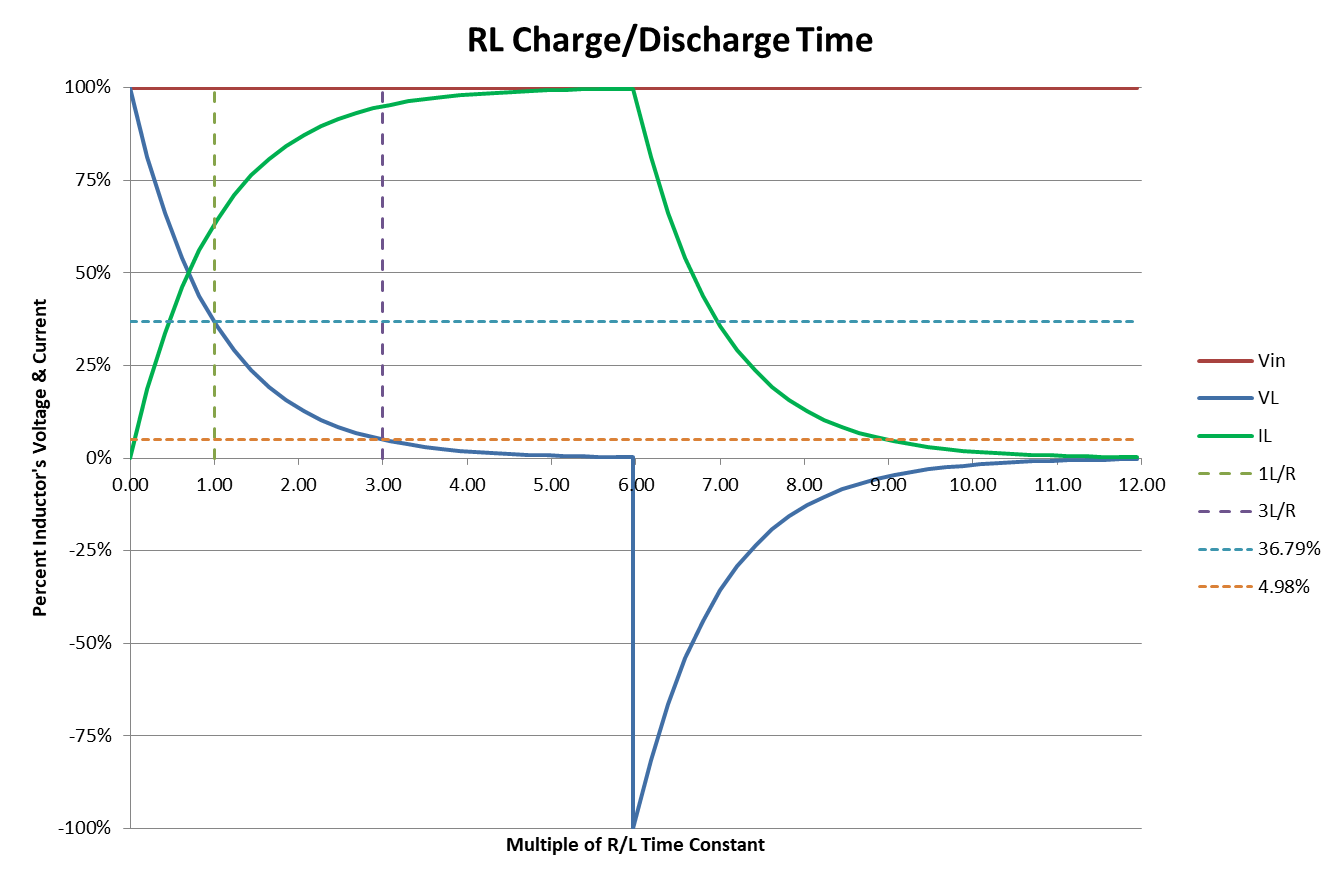 RL Charge/Discharge Time
100%
75%
50%
25%
0%
-25%
-50%
-75%
-100%
0.00 1.00 2.00 3.00 4.00 5.00 6.00 7.00 8.00 9.00 10.00 11.00 12.00
Percent Inductor's Voltage & Current
Multiple of R/L Time Constant
Vin
VL
IL
1L/R
3L/R
36.79%
4.98%